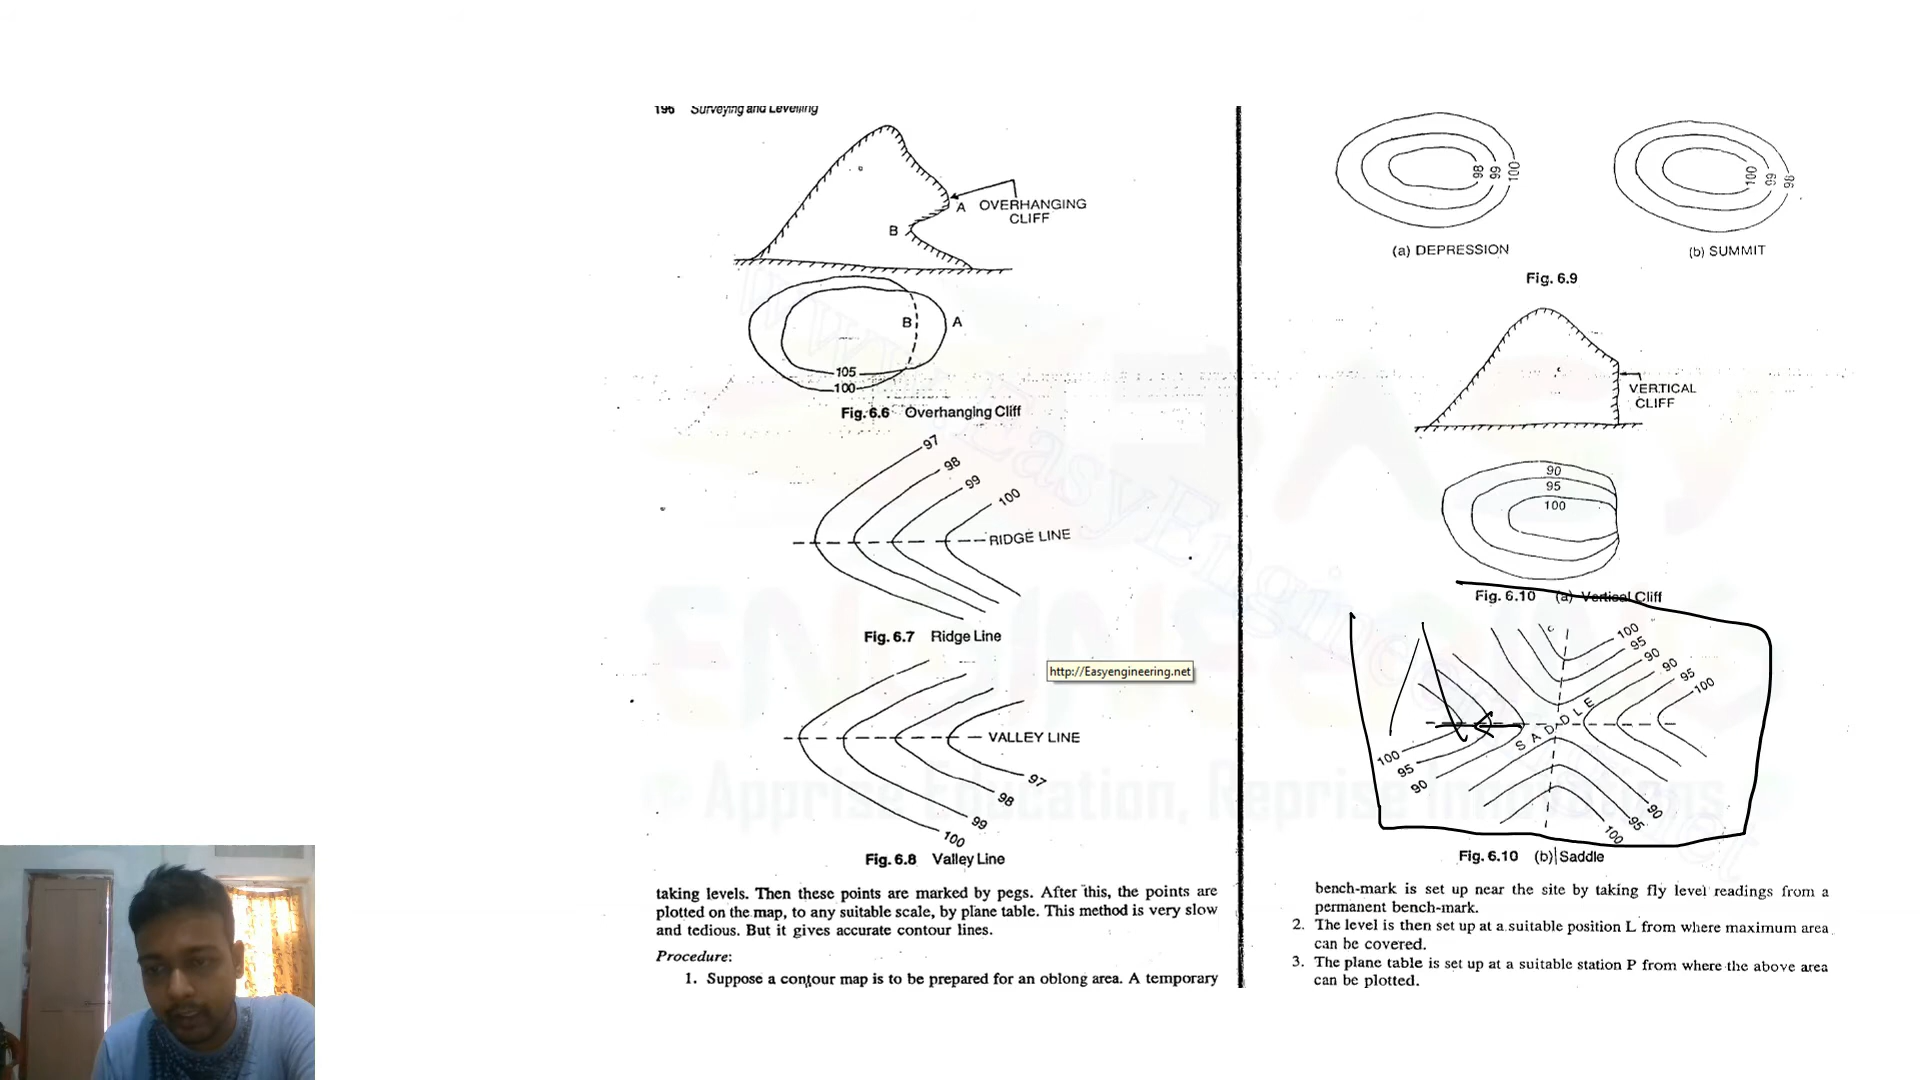 196 Surveying and Levelling
A OVERHANGING
CLIFF
B
B A
105
100
Fig. 6.6 Overhanging Cliff
97
98
99
100
RIDGE LINE
Fig. 6.7 Ridge Line
http://Easyengineering.net
VALLEY LINE
97
98
99
100
Fig. 6.8 Valley Line
taking levels. Then these points are marked by pegs. After this, the points are
plotted on the map, to any suitable scale, by plane table. This method is very slow
and tedious. But it gives accurate contour lines.
Procedure:
1. Suppose a contour map is to be prepared for an oblong area. A temporary
98 99 100
100 99 98
(a) DEPRESSION
(b) SUMMIT
Fig. 6.9
VERTICAL
CLIFF
90
95
100
Fig. 6.10 (a) Vertical Cliff
100
95
90
90
95
100
SADDLE
100
95
90
90
95
100
Fig. 6.10 (b) Saddle
bench-mark is set up near the site by taking fly level readings from a
permanent bench-mark.
2. The level is then set up at a suitable position L from where maximum area
can be covered.
3. The plane table is set up at a suitable station P from where the above area
can be plotted.
www.EasyEngineering.net